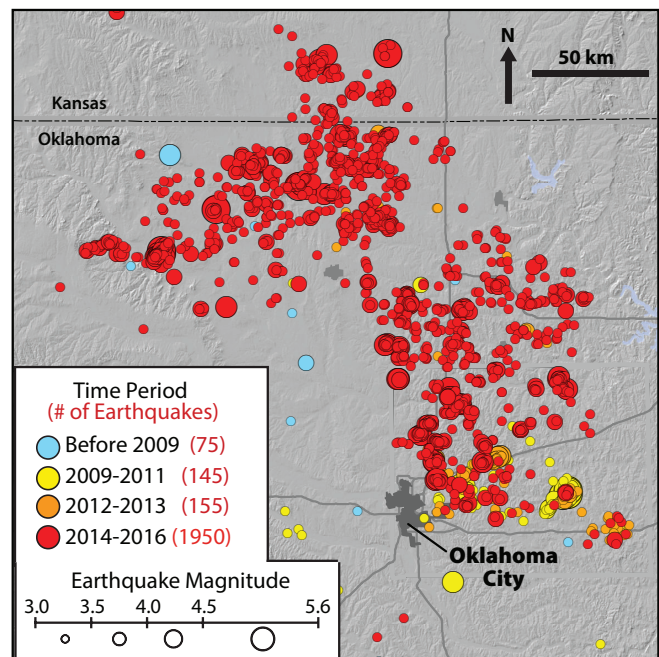 N
50 km
Kansas
Oklahoma
Time Period
(# of Earthquakes)
Before 2009 (75)
2009-2011 (145)
2012-2013 (155)
2014-2016 (1950)
Oklahoma
City
Earthquake Magnitude
3.0 3.5 4.0 4.5 5.6